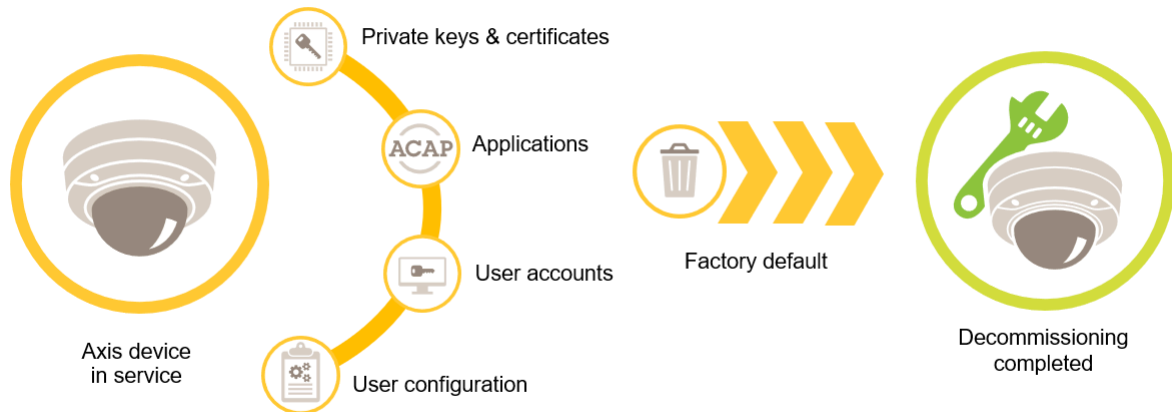 Private keys & certificates
ACAP
Applications
User accounts
User configuration
Axis device
in service
Factory default
Decommissioning
completed